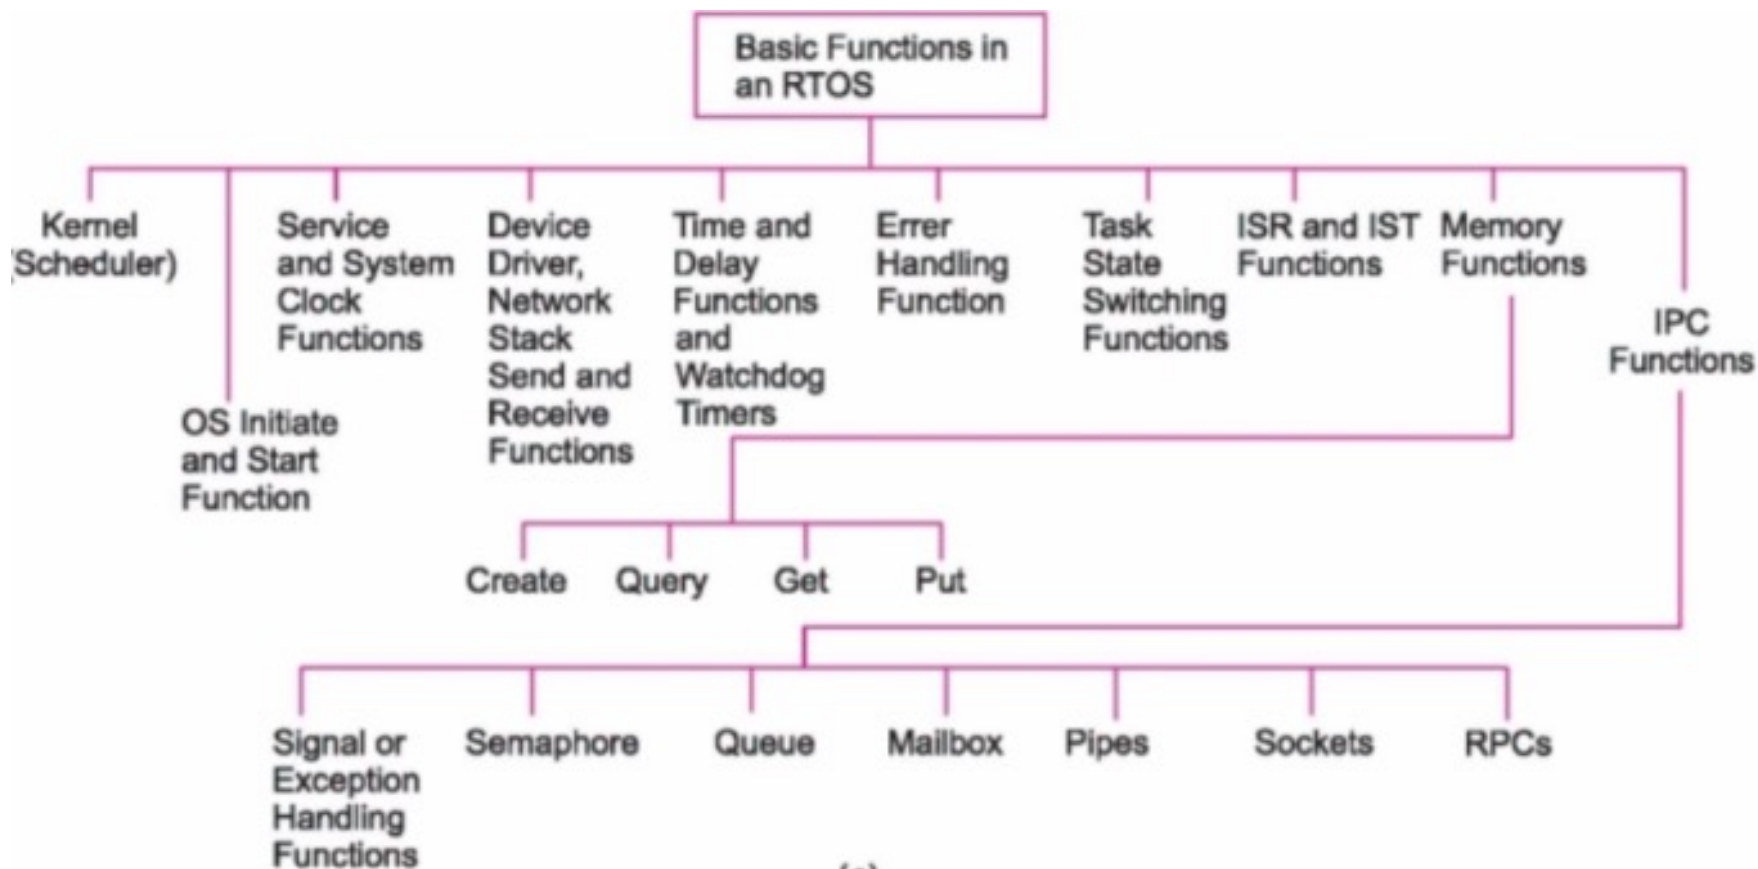 Basic Functions in
an RTOS
Kernel
(Scheduler)
OS Initiate
and Start
Function
Service
and System
Clock
Functions
Device
Driver,
Network
Stack
Send and
Receive
Functions
Time and
Delay
Functions
and
Watchdog
Timers
Errer
Handling
Function
Task
State
Switching
Functions
ISR and IST
Functions
Memory
Functions
IPC
Functions
Create
Query
Get
Put
Signal or
Exception
Handling
Functions
Semaphore
Queue
Mailbox
Pipes
Sockets
RPCs